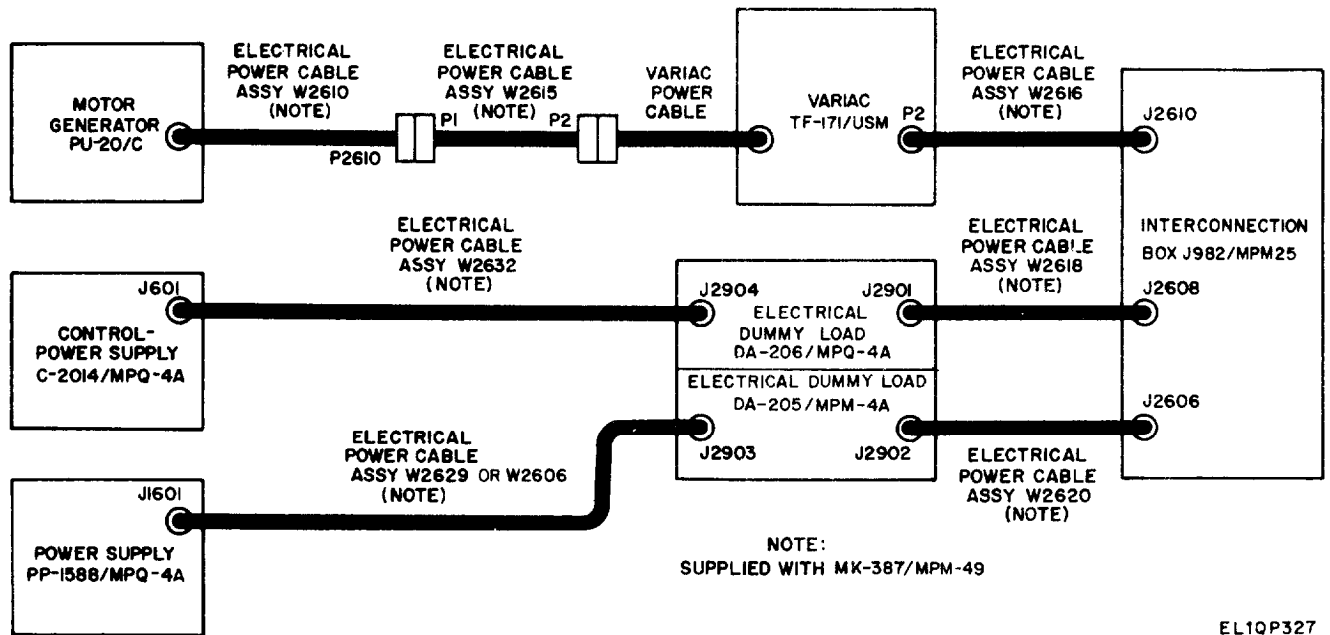 ELECTRICAL
POWER CABLE
ASSY W2610
(NOTE)
ELECTRICAL
POWER CABLE
ASSY W2615
(NOTE)
VARIAC
POWER
CABLE
ELECTRICAL
POWER CABLE
ASSY W2616
(NOTE)
MOTOR
GENERATOR
PU-20/C
P2610
P1
P2
VARIAC
TF-171/USM
P2
J2610
INTERCONNECTION
BOX J982/MPM25
J2608
J2606
ELECTRICAL
POWER CABLE
ASSY W2632
(NOTE)
ELECTRICAL
POWER CABLE
ASSY W2618
(NOTE)
J601
CONTROL-
POWER SUPPLY
C-2014/MPQ-4A
J2904
J2901
ELECTRICAL
DUMMY LOAD
DA-206/MPQ-4A
ELECTRICAL DUMMY LOAD
DA-205/MPM-4A
J2903
J2902
ELECTRICAL
POWER CABLE
ASSY W2629 OR W2606
(NOTE)
ELECTRICAL
POWER CABLE
ASSY W2620
(NOTE)
J1601
POWER SUPPLY
PP-1588/MPQ-4A
NOTE:
SUPPLIED WITH MK-387/MPM-49
EL1QP327